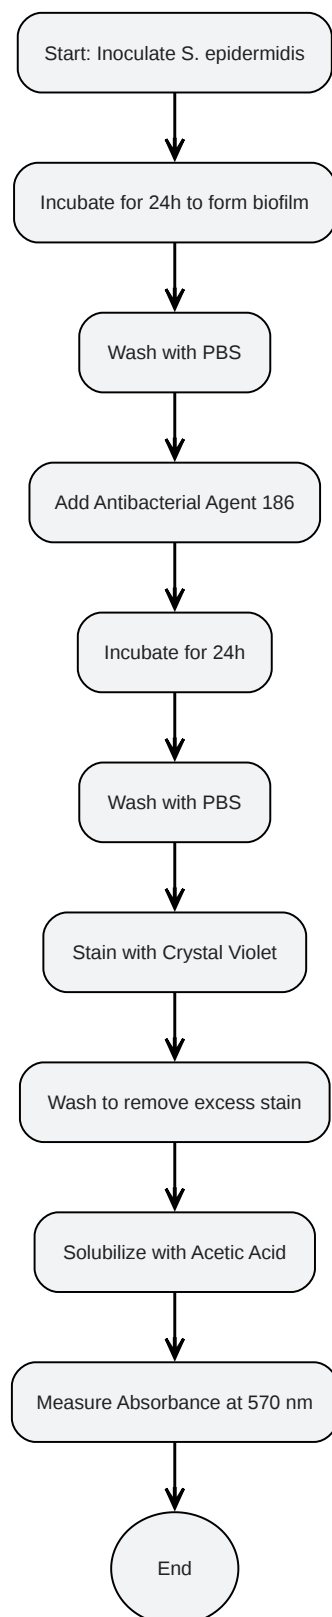 Start: Inoculate S. epidermidis
Incubate for 24h to form biofilm
Wash with PBS
Add Antibacterial Agent 186
Incubate for 24h
Wash with PBS
Stain with Crystal Violet
Wash to remove excess stain
Solubilize with Acetic Acid
Measure Absorbance at 570 nm
End